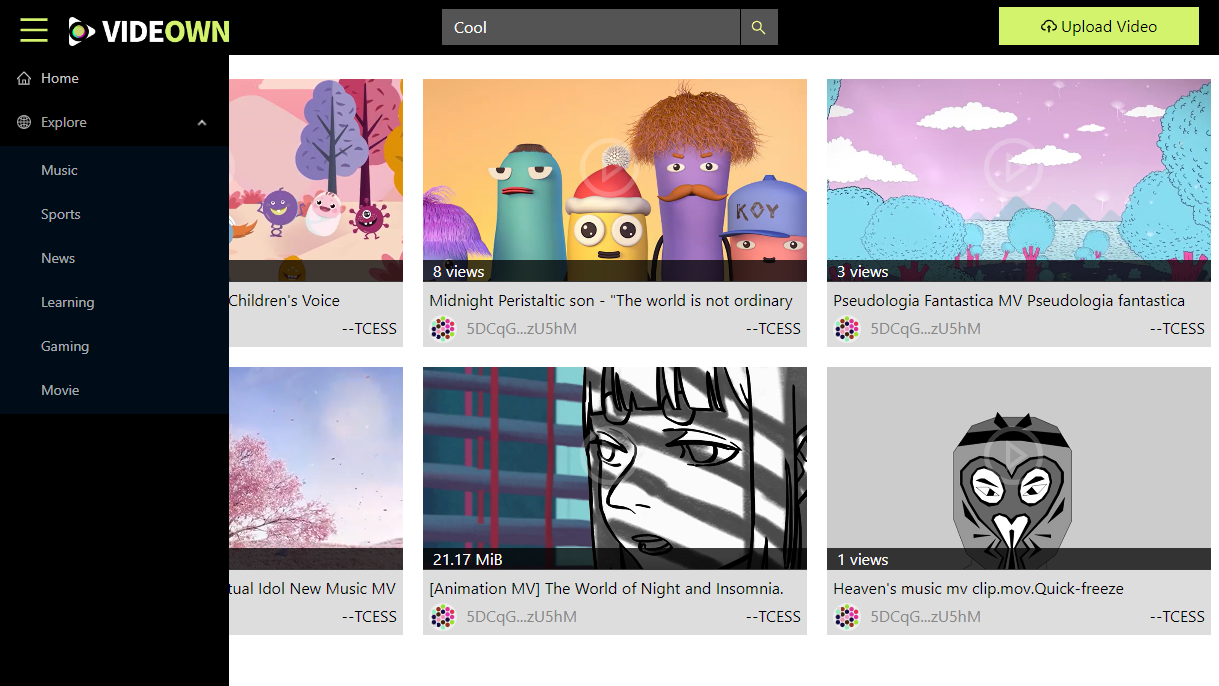 VIDEOWN
Cool
Upload Video
Home
Explore
Music
Sports
News
Learning
Gaming
Movie
Children's Voice
--TCESS
KOY
8 views
Midnight Peristaltic son - "The world is not ordinary
5DCqG...zU5hM
--TCESS
3 views
Pseudologia Fantastica MV Pseudologia fantastica
5DCqG...zU5hM
--TCESS
tual Idol New Music MV
--TCESS
21.17 MiB
[Animation MV] The World of Night and Insomnia.
5DCqG...zU5hM
--TCESS
1 views
Heaven's music mv clip.mov.Quick-freeze
5DCqG...zU5hM
--TCESS